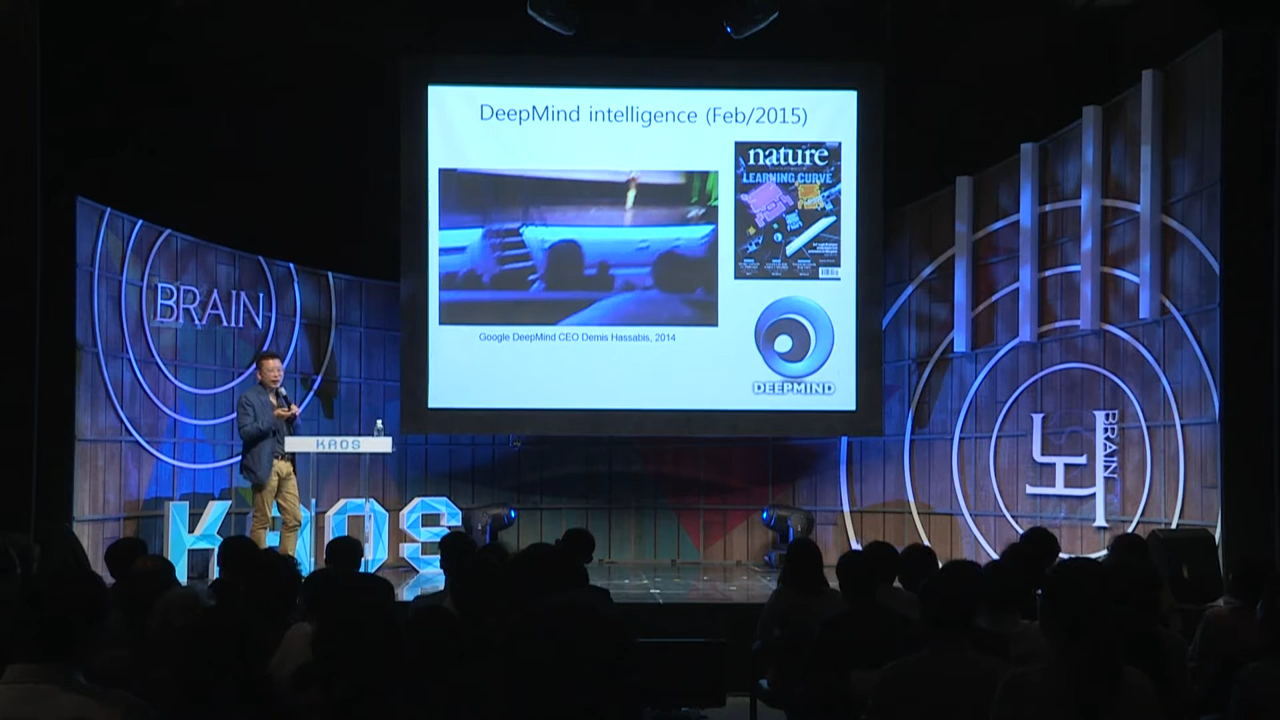 DeepMind intelligence (Feb/2015)
nature
LEARNING CURVE
Google DeepMind CEO Demis Hassabis, 2014
DEEPMIND
BRAIN
KAOS
KAOS
뇌
BRAIN